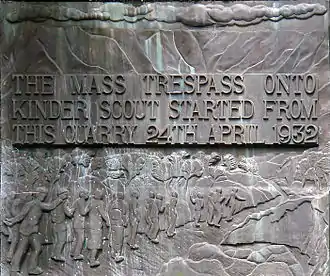 THE MASS TRESPASS ONTO
KINDER SCOUT STARTED FROM
THIS QUARRY 24TH APRIL 1932